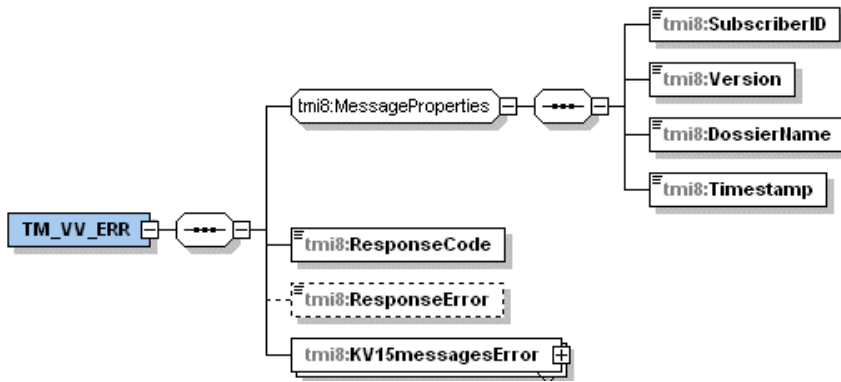 tmi8:SubscriberID
tmi8:Version
tmi8:MessageProperties
tmi8:DossierName
tmi8:Timestamp
TM_VV_ERR
tmi8:ResponseCode
tmi8:ResponseError
tmi8:KV15messagesError